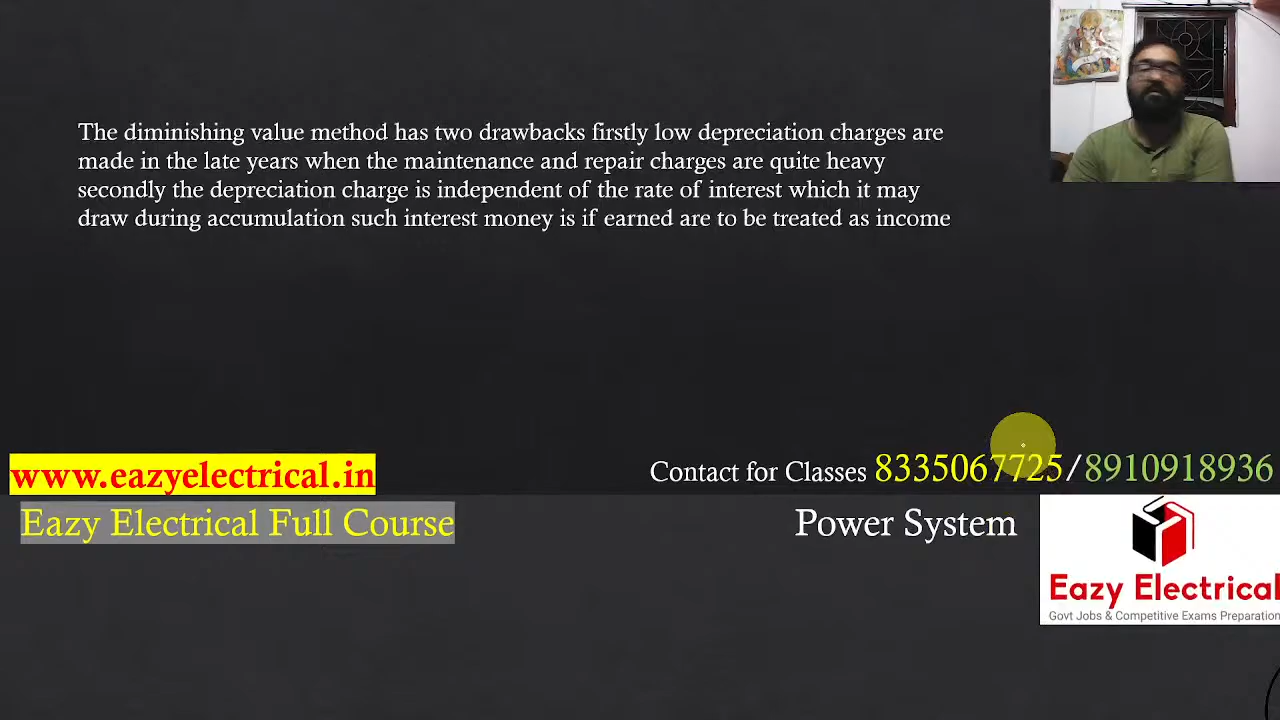 The diminishing value method has two drawbacks firstly low depreciation charges are
made in the late years when the maintenance and repair charges are quite heavy
secondly the depreciation charge is independent of the rate of interest which it may
draw during accumulation such interest money is if earned are to be treated as income
www.eazyelectrical.in
Contact for Classes 8335067725/8910918936
Eazy Electrical Full Course
Power System
Eazy Electrical
Govt Jobs & Competitive Exams Preparation